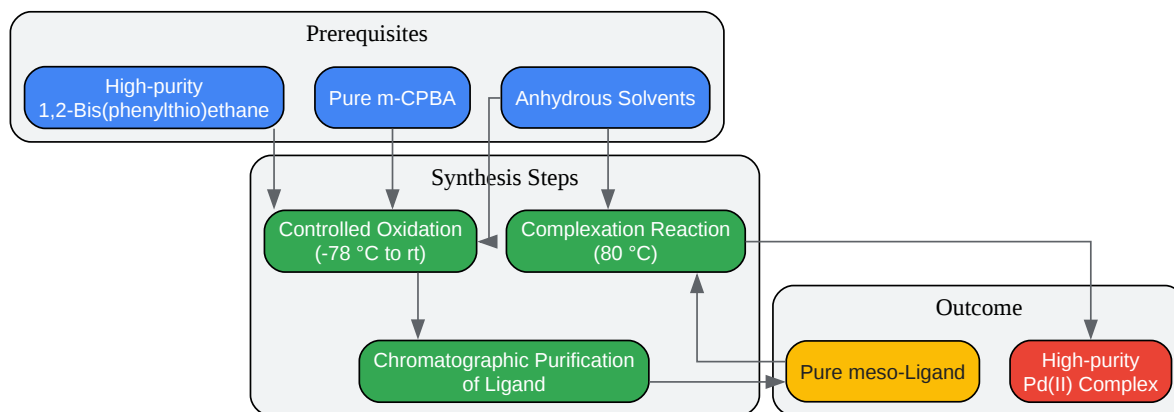 Prerequisites
High-purity
1,2-Bis(phenylthio)ethane
Pure m-CPBA
Anhydrous Solvents
Synthesis Steps
Controlled Oxidation
(-78 °C to rt)
Complexation Reaction
(80 °C)
Chromatographic Purification
of Ligand
Outcome
Pure meso-Ligand
High-purity
Pd(II) Complex